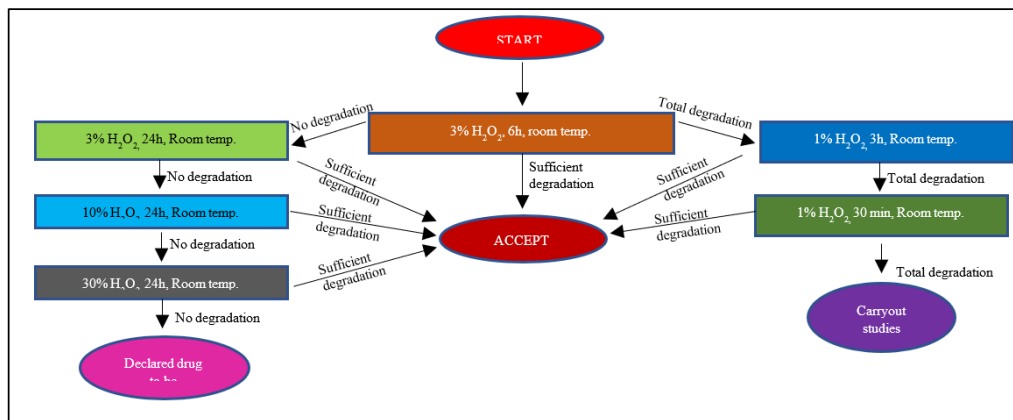 START
No degradation
Total degradation
3% H₂O₂, 24h, Room temp.
3% H₂O₂, 6h, room temp.
1% H₂O₂, 3h, Room temp.
No degradation
Sufficient
degradation
Sufficient
degradation
Sufficient
degradation
Total degradation
10% H₂O₂, 24h, Room temp.
Sufficient
degradation
ACCEPT
Sufficient
degradation
1% H₂O₂, 30 min, Room temp.
No degradation
Sufficient
degradation
Total degradation
30% H₂O₂, 24h, Room temp.
No degradation
Carryout
studies
Declared drug
to be